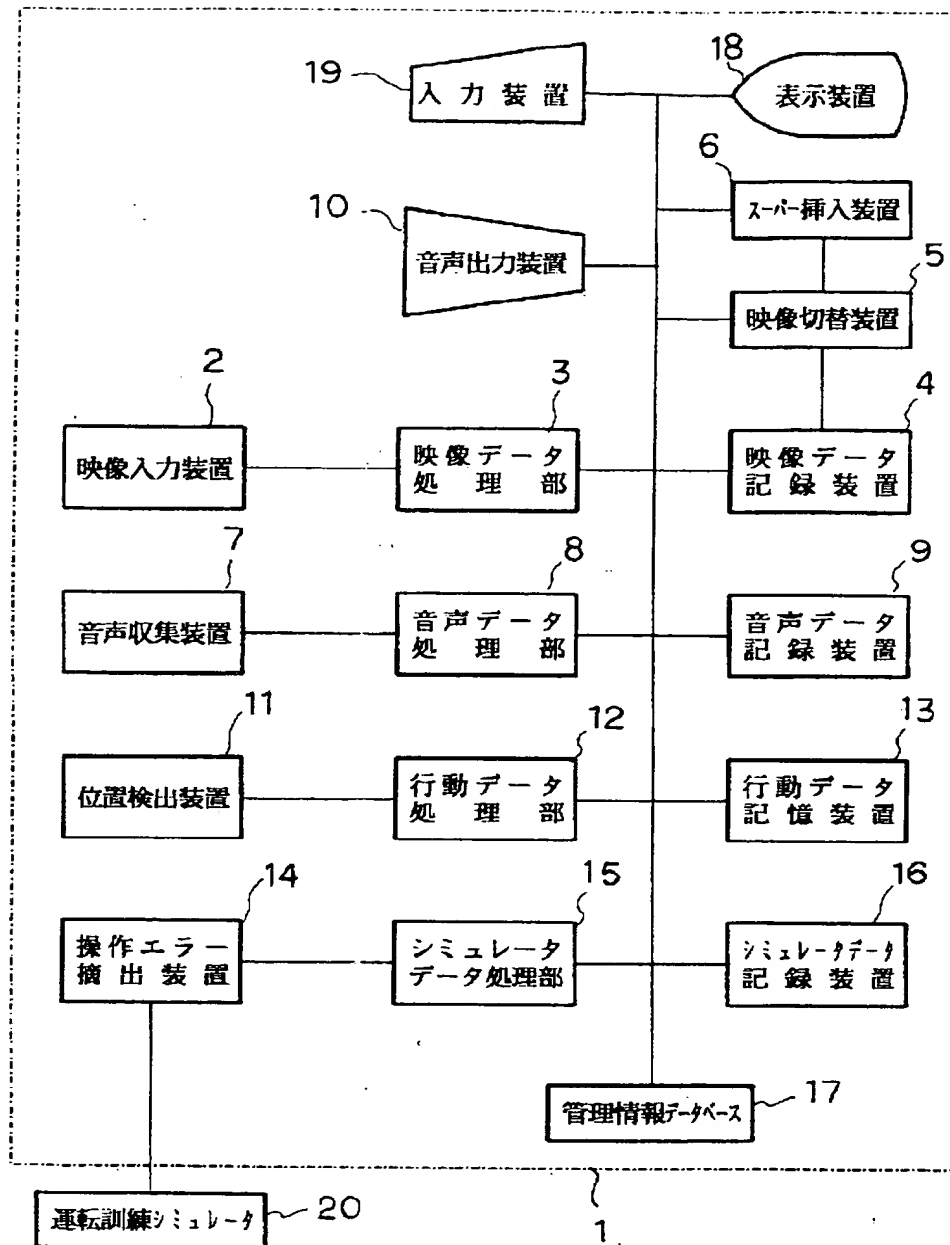 19
入力装置
18
表示装置
6
スーパー挿入装置
10
音声出力装置
5
映像切替装置
2
映像入力装置
3
映像データ
処理部
4
映像データ
記録装置
7
音声収集装置
8
音声データ
処理部
9
音声データ
記録装置
11
位置検出装置
12
行動データ
処理部
13
行動データ
記憶装置
14
操作エラー
摘出装置
15
シミュレータ
データ処理部
16
シミュレータデータ
記録装置
管理情報データベース
17
運転訓練シミュレータ
20
1